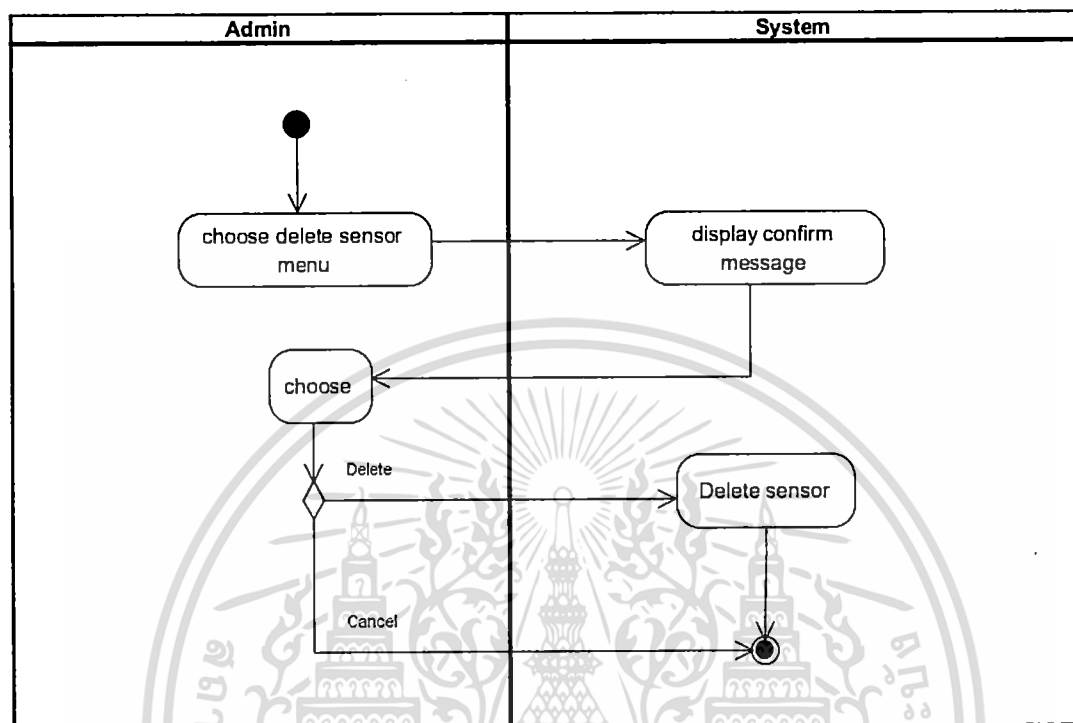 Admin
System
choose delete sensor
menu
display confirm
message
choose
Delete
Delete sensor
Cancel